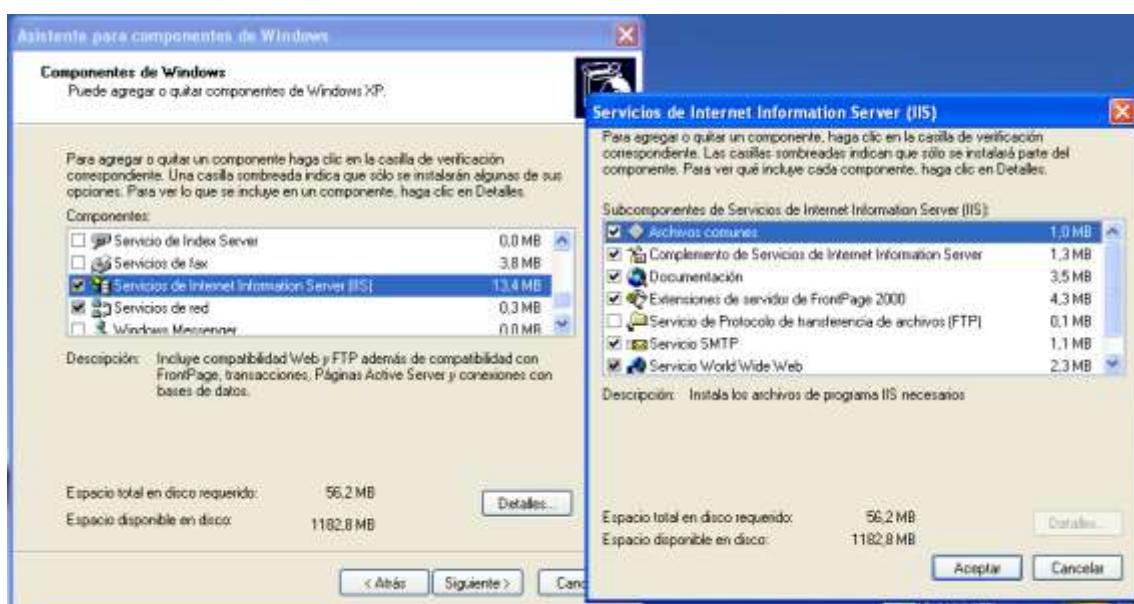 Asistente para componentes de Windows
Componentes de Windows
Puede agregar o quitar componentes de Windows XP.
Para agregar o quitar un componente haga clic en la casilla de verificación
correspondiente. Una casilla sombreada indica que sólo se instalarán algunas de sus
opciones. Para ver lo que se incluye en un componente, haga clic en Detalles.
Componentes:
Servicio de Index Server 0,0 MB
Servicios de fax 3,8 MB
Servicios de Internet Information Server (IIS) 13,4 MB
Servicios de red 0,3 MB
Windows Messenger 0,0 MB
Descripción: Incluye compatibilidad Web y FTP además de compatibilidad con
FrontPage, transacciones, Páginas Active Server y conexiones con
bases de datos.
Espacio total en disco requerido: 56,2 MB
Espacio disponible en disco: 1182,8 MB
Detalles...
< Atrás
Siguiente >
Canc
Servicios de Internet Information Server (IIS)
Para agregar o quitar un componente, haga clic en la casilla de verificación
correspondiente. Las casillas sombreadas indican que sólo se instalará parte del
componente. Para ver qué incluye cada componente, haga clic en Detalles.
Subcomponentes de Servicios de Internet Information Server (IIS):
Archivos comunes 1,0 MB
Complemento de Servicios de Internet Information Server 1,3 MB
Documentación 3,5 MB
Extensiones de servidor de FrontPage 2000 4,3 MB
Servicio de Protocolo de transferencia de archivos (FTP) 0,1 MB
Servicio SMTP 1,1 MB
Servicio World Wide Web 2,3 MB
Descripción: Instala los archivos de programa IIS necesarios
Espacio total en disco requerido: 56,2 MB
Espacio disponible en disco: 1182,8 MB
Detalles...
Aceptar
Cancelar